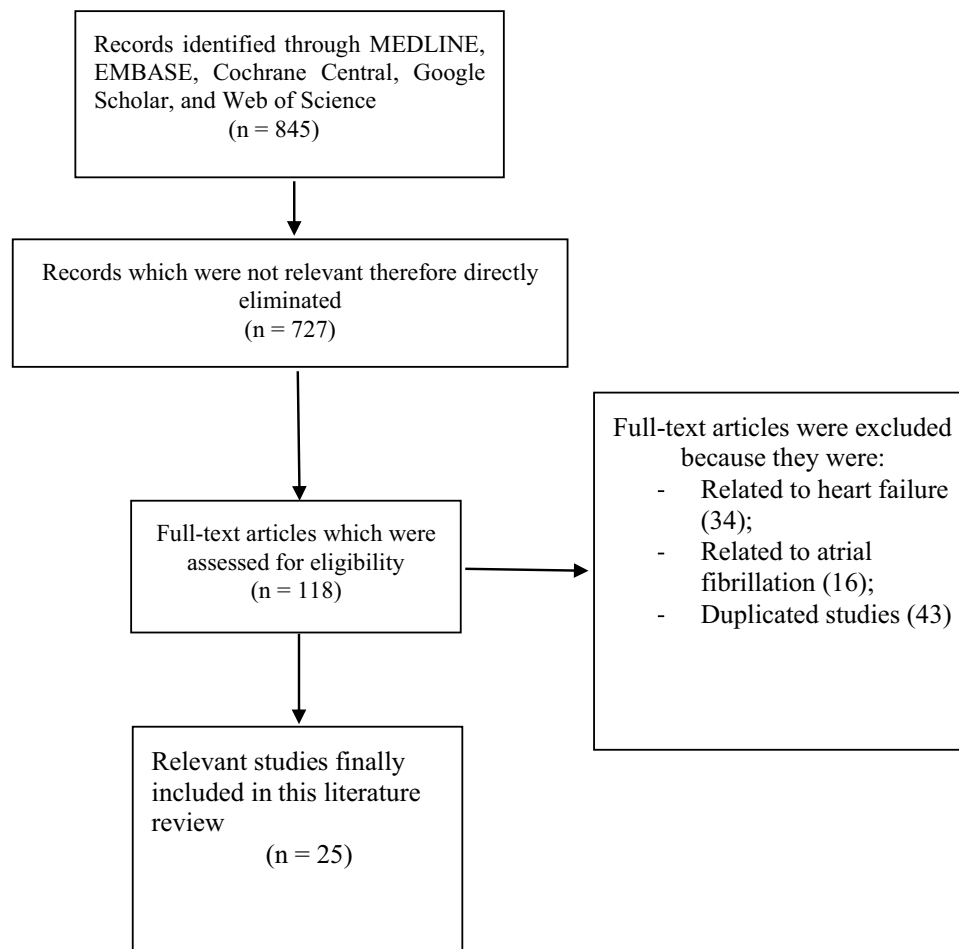 Records identified through MEDLINE,
EMBASE, Cochrane Central, Google
Scholar, and Web of Science
(n = 845)
Records which were not relevant therefore directly
eliminated
(n = 727)
Full-text articles which were
assessed for eligibility
(n = 118)
Full-text articles were excluded
because they were:
- Related to heart failure
(34);
- Related to atrial
fibrillation (16);
- Duplicated studies (43)
Relevant studies finally
included in this literature
review
(n = 25)